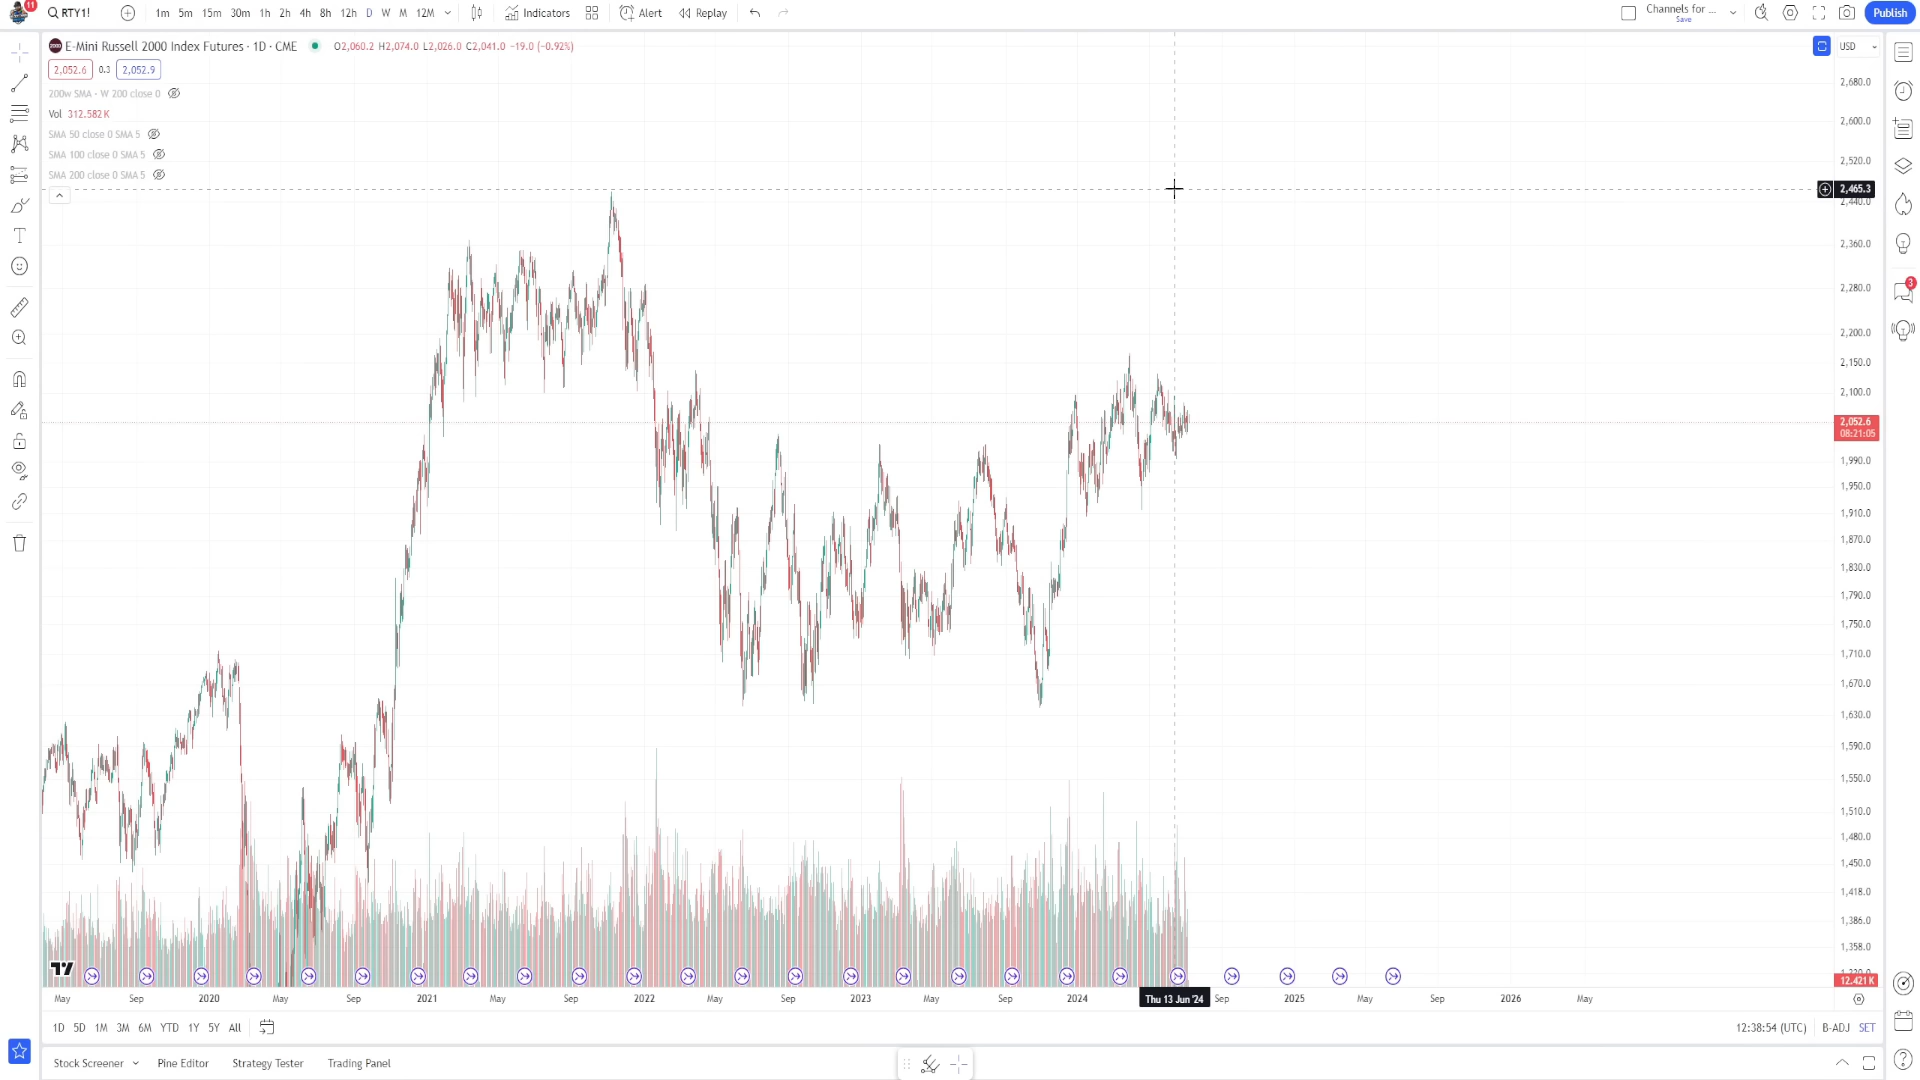 11
RTY1!
1m 5m 15m 30m 1h 2h 4h 8h 12h D W M 12M Indicators Alert Replay
Channels for ...
Save
Publish
E-Mini Russell 2000 Index Futures · 1D · CME O2,060.2 H2,074.0 L2,026.0 C2,041.0 −19.0 (−0.92%)
USD
2,052.6 0.3 2,052.9
200w SMA · W 200 close 0
Vol 312.582K
SMA 50 close 0 SMA 5
SMA 100 close 0 SMA 5
SMA 200 close 0 SMA 5
2,680.0
2,600.0
2,520.0
2,465.3
2,440.0
2,360.0
2,280.0
3
2,200.0
2,150.0
2,100.0
2,052.6
08:21:05
1,990.0
1,950.0
1,910.0
1,870.0
1,830.0
1,790.0
1,750.0
1,710.0
1,670.0
1,630.0
1,590.0
1,550.0
1,510.0
1,480.0
1,450.0
1,418.0
1,386.0
1,358.0
12.421K
May Sep 2020 May Sep 2021 May Sep 2022 May Sep 2023 May Sep 2024 Thu 13 Jun '24 Sep 2025 May Sep 2026 May
1D 5D 1M 3M 6M YTD 1Y 5Y All
12:38:54 (UTC) B-ADJ SET
Stock Screener Pine Editor Strategy Tester Trading Panel